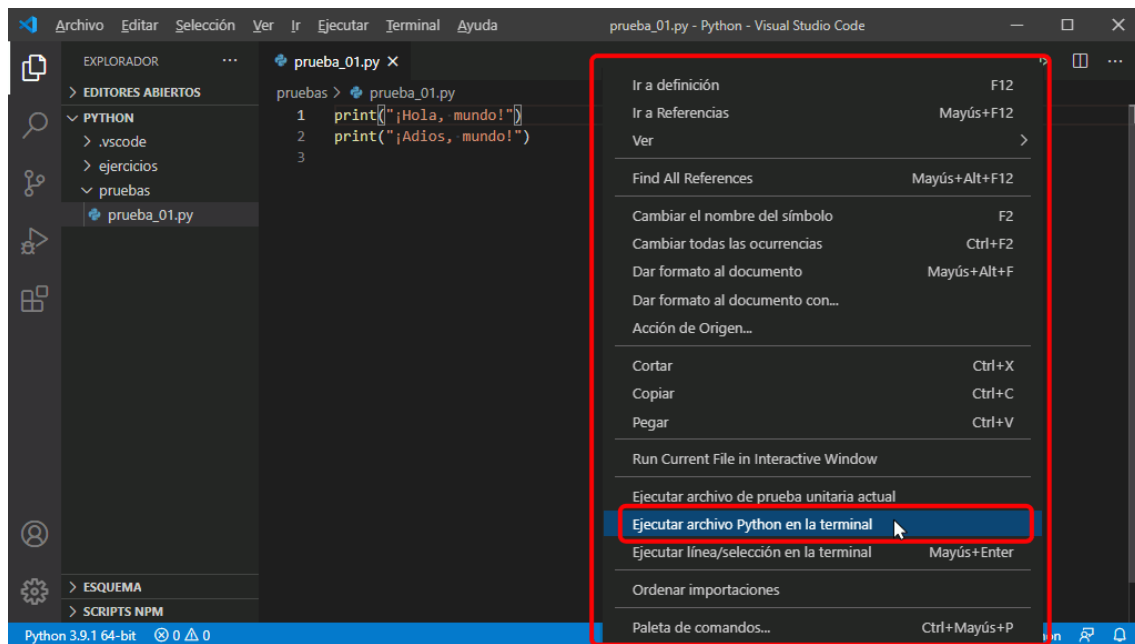 Archivo Editar Selección Ver Ir Ejecutar Terminal Ayuda prueba_01.py - Python - Visual Studio Code
EXPLORADOR
EDITORES ABIERTOS
PYTHON
.vscode
ejercicios
pruebas
prueba_01.py
ESQUEMA
SCRIPTS NPM
prueba_01.py
pruebas > prueba_01.py
1 print("¡Hola, mundo!")
2 print("¡Adios, mundo!")
3
Ir a definición F12
Ir a Referencias Mayús+F12
Ver
Find All References Mayús+Alt+F12
Cambiar el nombre del símbolo F2
Cambiar todas las ocurrencias Ctrl+F2
Dar formato al documento Mayús+Alt+F
Dar formato al documento con...
Acción de Origen...
Cortar Ctrl+X
Copiar Ctrl+C
Pegar Ctrl+V
Run Current File in Interactive Window
Ejecutar archivo de prueba unitaria actual
Ejecutar archivo Python en la terminal
Ejecutar línea/selección en la terminal Mayús+Enter
Ordenar importaciones
Paleta de comandos... Ctrl+Mayús+P
Python 3.9.1 64-bit 0 0